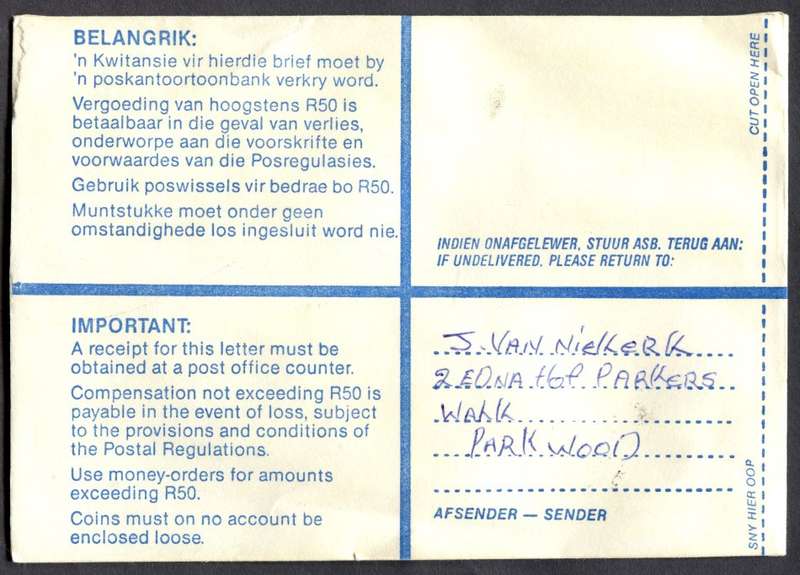 BELANGRIK:
'n Kwitansie vir hierdie brief moet by
'n poskantoortoonbank verkry word.
Vergoeding van hoogstens R50 is
betaalbaar in die geval van verlies,
onderworpe aan die voorskrifte en
voorwaardes van die Posregulasies.
Gebruik poswissels vir bedrae bo R50.
Muntstukke moet onder geen
omstandighede los ingesluit word nie.
CUT OPEN HERE
INDIEN ONAFGELEWER, STUUR ASB. TERUG AAN:
IF UNDELIVERED, PLEASE RETURN TO:
IMPORTANT:
A receipt for this letter must be
obtained at a post office counter.
Compensation not exceeding R50 is
payable in the event of loss, subject
to the provisions and conditions of
the Postal Regulations.
Use money-orders for amounts
exceeding R50.
Coins must on no account be
enclosed loose.
J. VAN NIEKERK
2 EDNA PARKERS
WALK
PARKWOOD
AFSENDER — SENDER
SNY HIER OOP